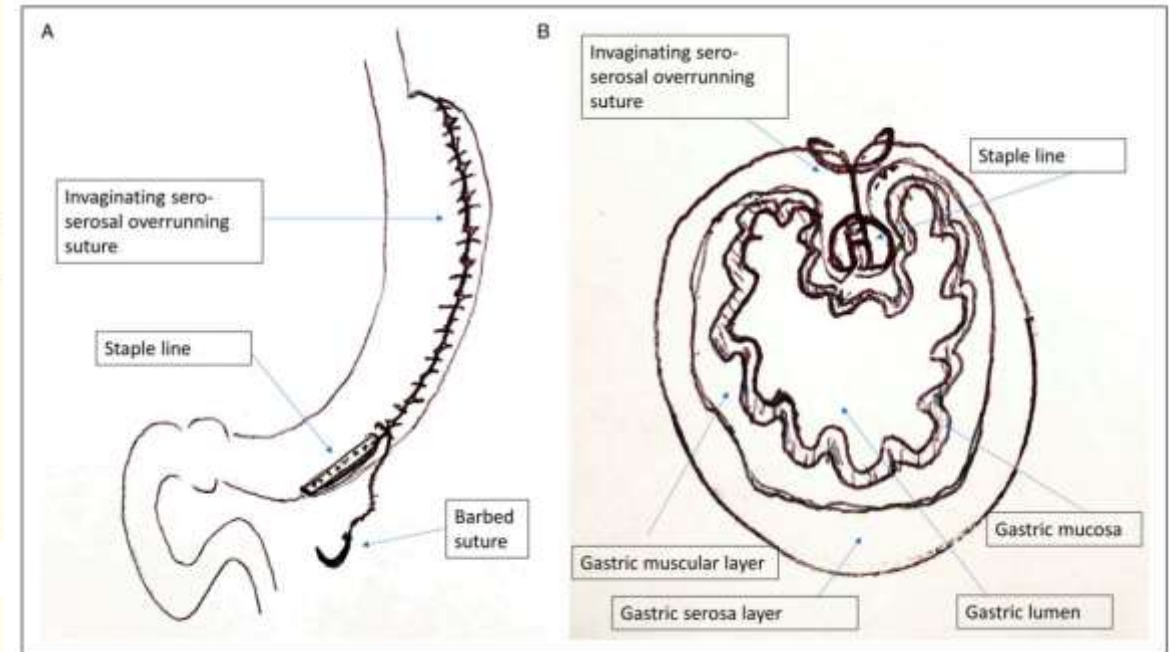 A
Invaginating sero-
serosal overrunning
suture
Staple line
Barbed
suture
B
Invaginating sero-
serosal overrunning
suture
Staple line
Gastric mucosa
Gastric muscular layer
Gastric serosa layer
Gastric lumen